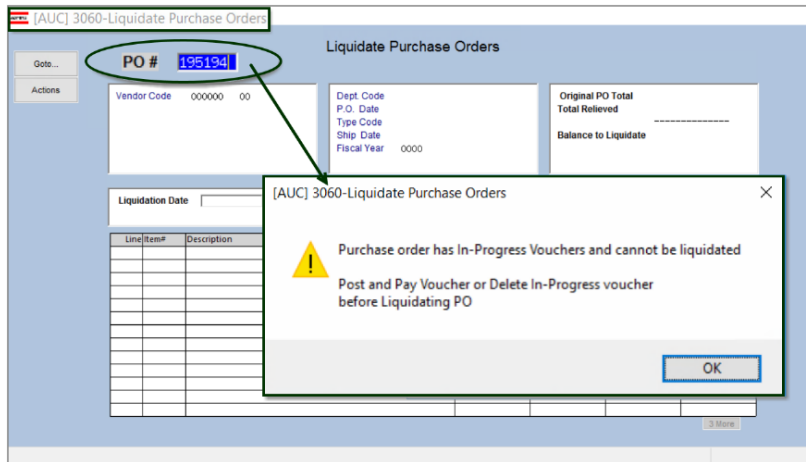 [AUC] 3060-Liquidate Purchase Orders
Liquidate Purchase Orders
Goto...
PO # 195194
Actions
Vendor Code 000000 00
Dept. Code
P.O. Date
Type Code
Ship Date
Fiscal Year 0000
Original PO Total
Total Relieved
--------------
Balance to Liquidate
Liquidation Date
Line Item# Description
[AUC] 3060-Liquidate Purchase Orders
Purchase order has In-Progress Vouchers and cannot be liquidated
Post and Pay Voucher or Delete In-Progress voucher
before Liquidating PO
OK
3 More